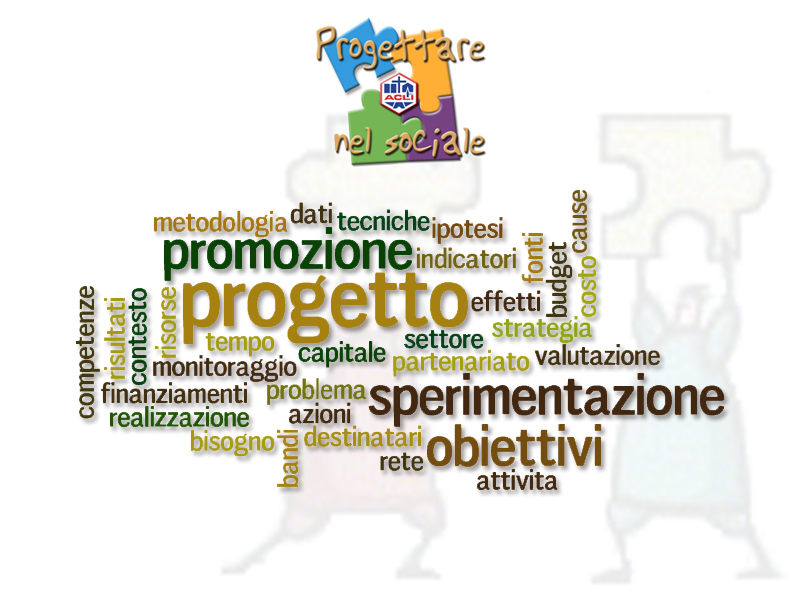 Progettare
ACLI
nel sociale
metodologia
dati
tecniche
ipotesi
cause
promozione
indicatori
fonti
budget
costo
progetto
effetti
competenze
risultati
contesto
risorse
tempo
settore
strategia
monitoraggio
capitale
partenariato
valutazione
finanziamenti
problema
sperimentazione
realizzazione
azioni
bisogno
bandi
destinatari
obiettivi
rete
attivita